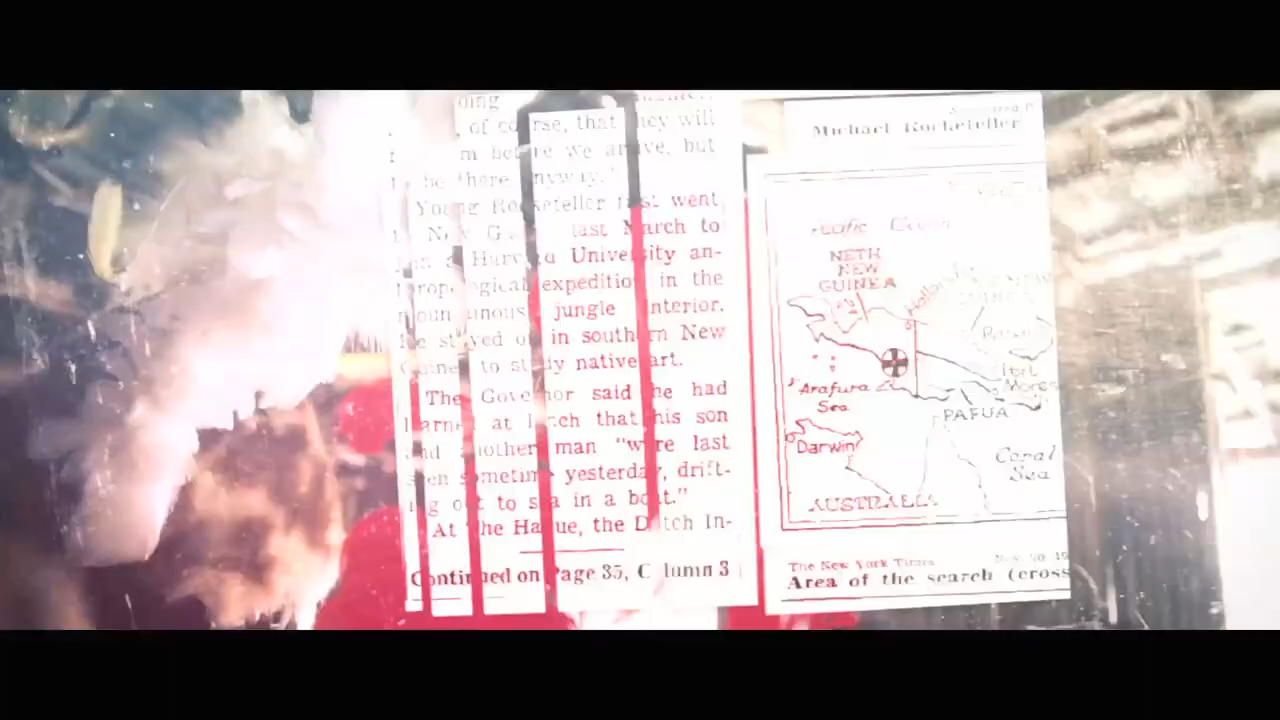 oing
of course, that they will
m before we arrive, but
be there anyway."
Young Rockefeller first went
last March to
Harvard University an-
expedition in the
jungle interior.
He stayed on in southern New
to study native art.
The Governor said he had
learned at lunch that his son
and another man "were last
seen sometime yesterday, drift-
ing out to sea in a boat."
At the Hague, the Dutch In-
Continued on Page 35, Column 3
Michael Rockefeller
Pacific Ocean
NETH
NEW
GUINEA
Arafura
Sea
PAPUA
Darwin
Coral
Sea
AUSTRALIA
The New York Times
Area of the search (cross